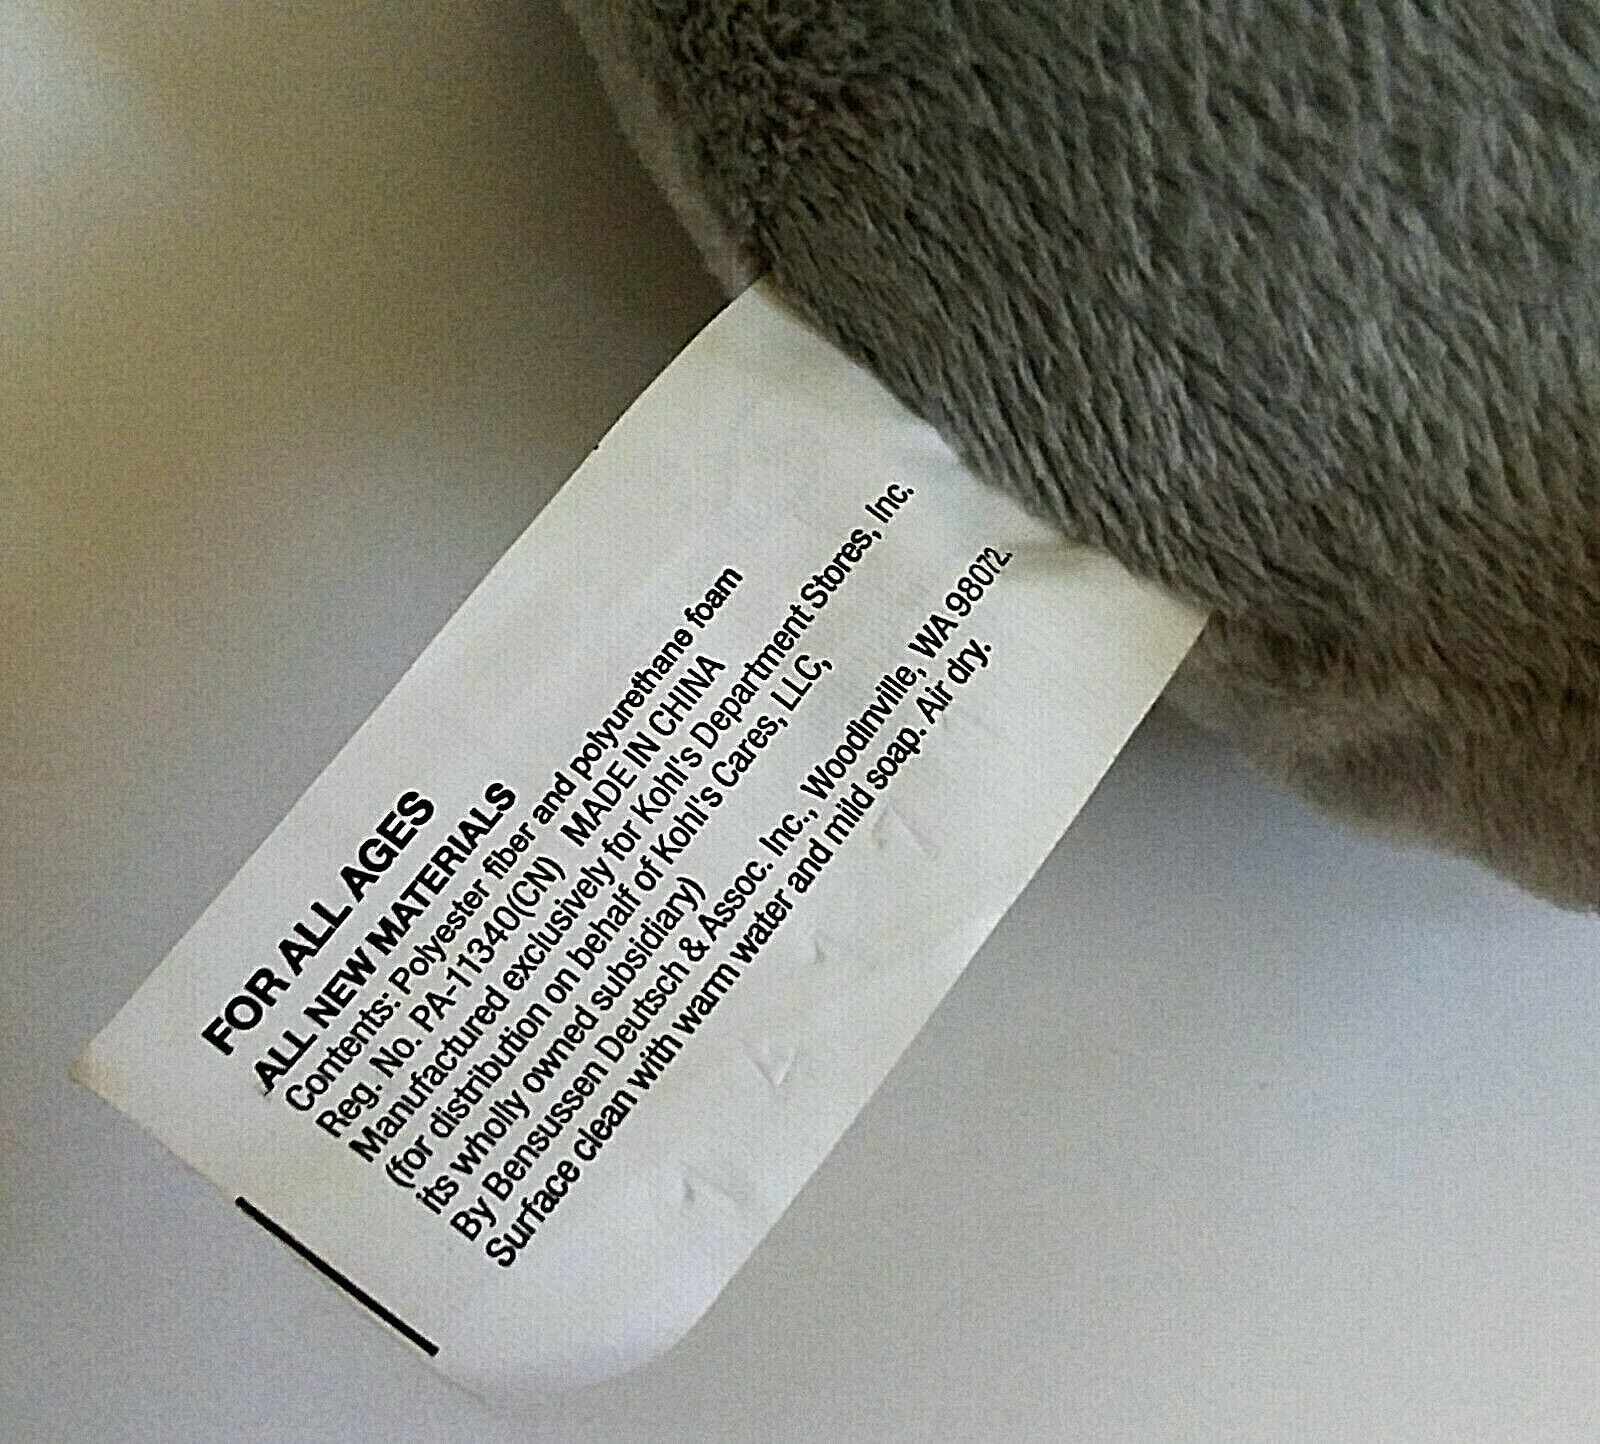 FOR ALL AGES
ALL NEW MATERIALS
Contents: Polyester fiber and polyurethane foam
Reg. No. PA-11340(CN) MADE IN CHINA
Manufactured exclusively for Kohl's Department Stores, Inc.
(for distribution on behalf of Kohl's Cares, LLC,
its wholly owned subsidiary)
By Bensussen Deutsch & Assoc. Inc., Woodinville, WA 98072.
Surface clean with warm water and mild soap. Air dry.